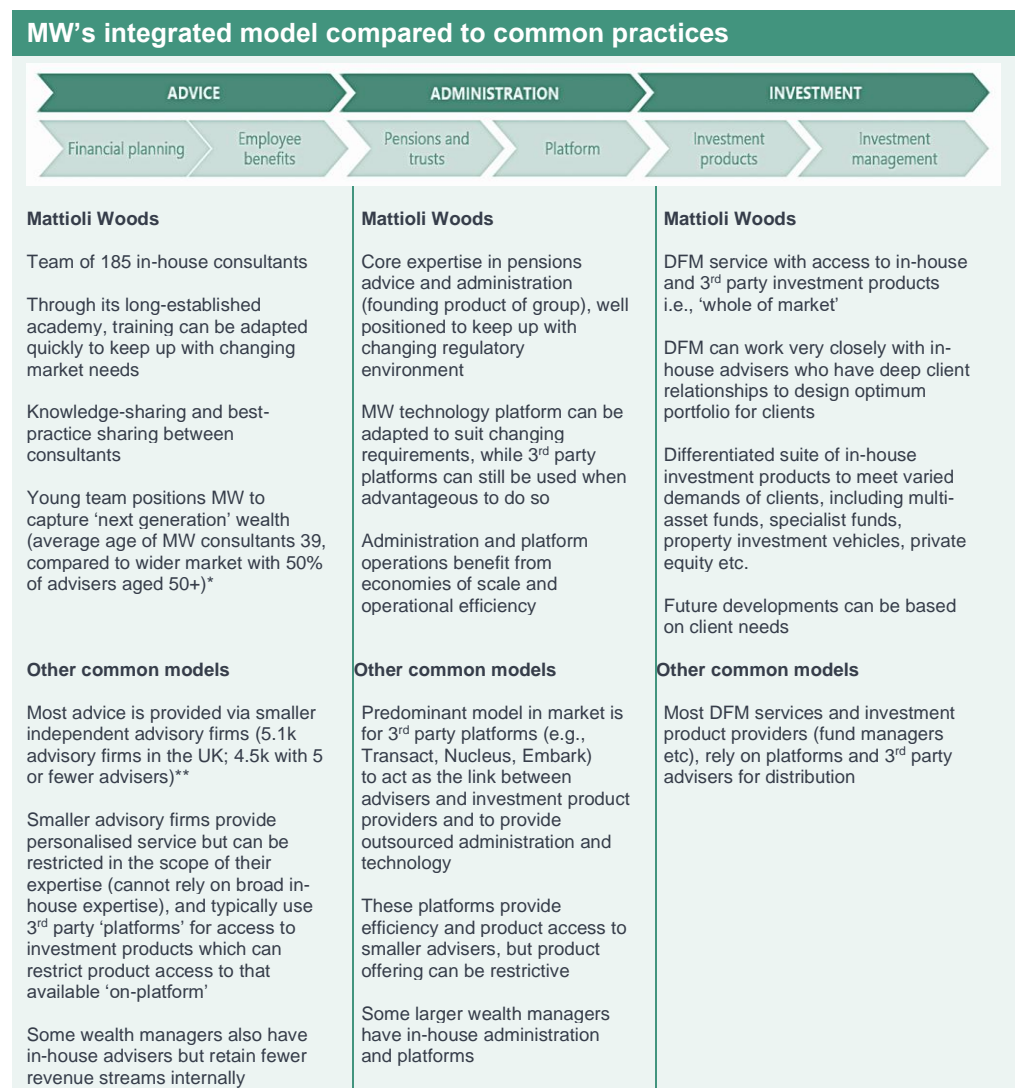 MW's integrated model compared to common practices
ADVICE
ADMINISTRATION
INVESTMENT
Financial planning
Employee
benefits
Pensions and
trusts
Platform
Investment
products
Investment
management
Mattioli Woods
Team of 185 in-house consultants
Through its long-established
academy, training can be adapted
quickly to keep up with changing
market needs
Knowledge-sharing and best-
practice sharing between
consultants
Young team positions MW to
capture ‘next generation’ wealth
(average age of MW consultants 39,
compared to wider market with 50%
of advisers aged 50+)*
Other common models
Most advice is provided via smaller
independent advisory firms (5.1k
advisory firms in the UK; 4.5k with 5
or fewer advisers)**
Smaller advisory firms provide
personalised service but can be
restricted in the scope of their
expertise (cannot rely on broad in-
house expertise), and typically use
3rd party ‘platforms’ for access to
investment products which can
restrict product access to that
available ‘on-platform’
Some wealth managers also have
in-house advisers but retain fewer
revenue streams internally
Mattioli Woods
Core expertise in pensions
advice and administration
(founding product of group), well
positioned to keep up with
changing regulatory
environment
MW technology platform can be
adapted to suit changing
requirements, while 3rd party
platforms can still be used when
advantageous to do so
Administration and platform
operations benefit from
economies of scale and
operational efficiency
Other common models
Predominant model in market is
for 3rd party platforms (e.g.,
Transact, Nucleus, Embark)
to act as the link between
advisers and investment product
providers and to provide
outsourced administration and
technology
These platforms provide
efficiency and product access to
smaller advisers, but product
offering can be restrictive
Some larger wealth managers
have in-house administration
and platforms
Mattioli Woods
DFM service with access to in-house
and 3rd party investment products
i.e., ‘whole of market’
DFM can work very closely with in-
house advisers who have deep client
relationships to design optimum
portfolio for clients
Differentiated suite of in-house
investment products to meet varied
demands of clients, including multi-
asset funds, specialist funds,
property investment vehicles, private
equity etc.
Future developments can be based
on client needs
Other common models
Most DFM services and investment
product providers (fund managers
etc), rely on platforms and 3rd party
advisers for distribution